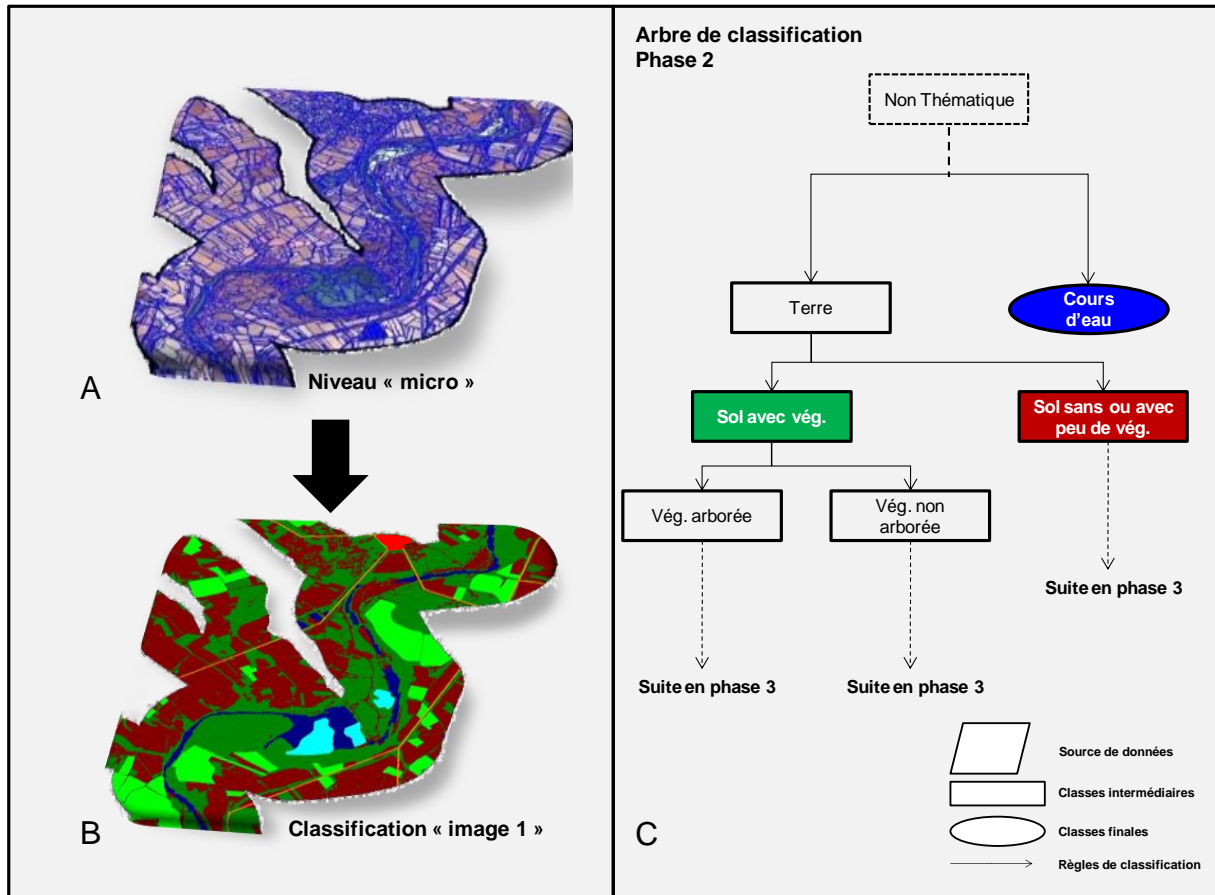 A
Niveau « micro »
B
Classification « image 1 »
Arbre de classification
Phase 2
Non Thématique
Terre
Cours
d'eau
Sol avec vég.
Sol sans ou avec
peu de vég.
Vég. arborée
Vég. non
arborée
Suite en phase 3
Suite en phase 3
Suite en phase 3
Source de données
Classes intermédiaires
Classes finales
Règles de classification
C